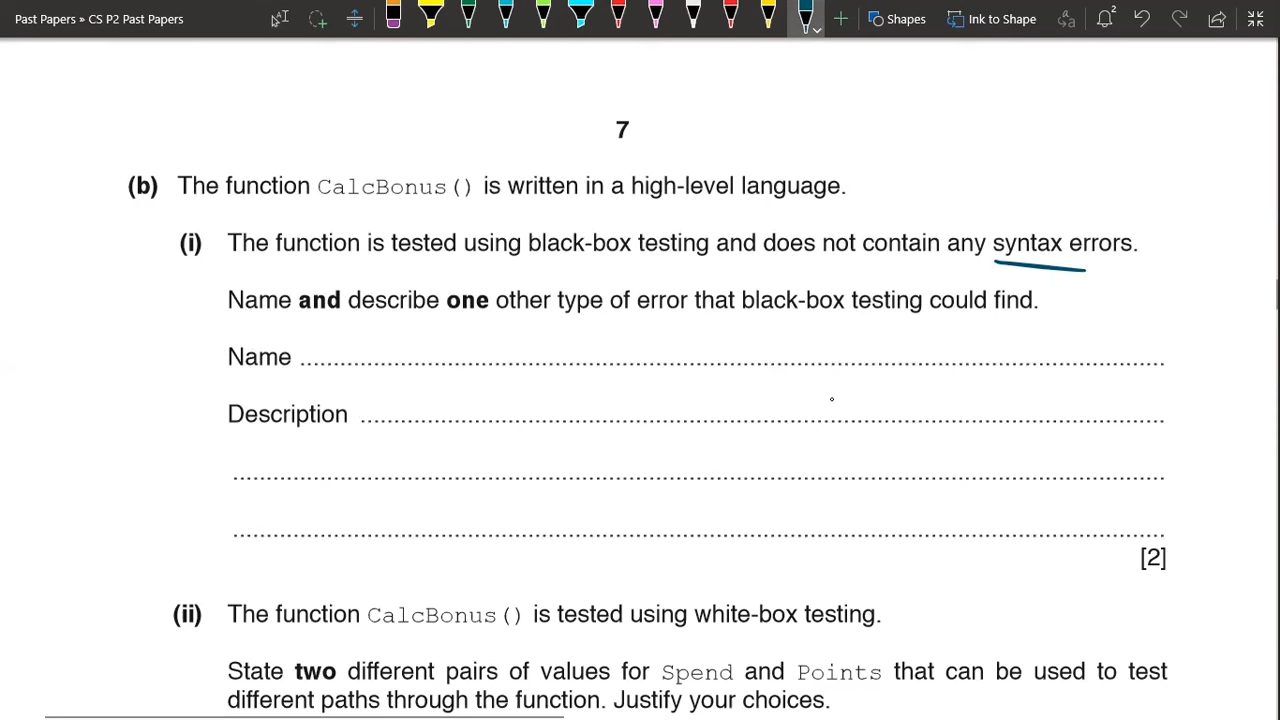 Past Papers » CS P2 Past Papers
Shapes
Ink to Shape
2
7
(b) The function CalcBonus() is written in a high-level language.
(i) The function is tested using black-box testing and does not contain any syntax errors.
Name and describe one other type of error that black-box testing could find.
Name ........................................................................................................................
Description ........................................................................................................................
........................................................................................................................
........................................................................................................................
[2]
(ii) The function CalcBonus() is tested using white-box testing.
State two different pairs of values for Spend and Points that can be used to test
different paths through the function. Justify your choices.